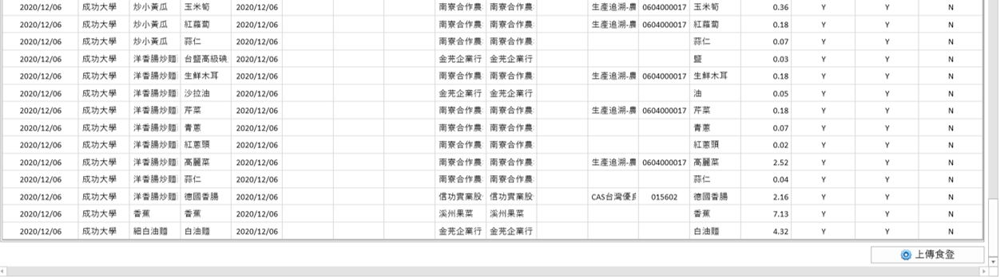 2020/12/06 成功大學 炒小黃瓜 玉米筍 2020/12/06 南寮合作農 南寮合作農 生產追溯-農 0604000017 玉米筍 0.36 Y Y N
2020/12/06 成功大學 炒小黃瓜 紅蘿蔔 2020/12/06 南寮合作農 南寮合作農 生產追溯-農 0604000017 紅蘿蔔 0.18 Y Y N
2020/12/06 成功大學 炒小黃瓜 蒜仁 2020/12/06 南寮合作農 南寮合作農 蒜仁 0.07 Y Y N
2020/12/06 成功大學 洋香腸炒麵 台鹽高級碘 2020/12/06 金芫企業行 金芫企業行 鹽 0.03 Y Y N
2020/12/06 成功大學 洋香腸炒麵 生鮮木耳 2020/12/06 南寮合作農 南寮合作農 生產追溯-農 0604000017 生鮮木耳 0.18 Y Y N
2020/12/06 成功大學 洋香腸炒麵 沙拉油 2020/12/06 金芫企業行 金芫企業行 油 0.05 Y Y N
2020/12/06 成功大學 洋香腸炒麵 芹菜 2020/12/06 南寮合作農 南寮合作農 生產追溯-農 0604000017 芹菜 0.18 Y Y N
2020/12/06 成功大學 洋香腸炒麵 青蔥 2020/12/06 南寮合作農 南寮合作農 青蔥 0.07 Y Y N
2020/12/06 成功大學 洋香腸炒麵 紅蔥頭 2020/12/06 南寮合作農 南寮合作農 紅蔥頭 0.02 Y Y N
2020/12/06 成功大學 洋香腸炒麵 高麗菜 2020/12/06 南寮合作農 南寮合作農 生產追溯-農 0604000017 高麗菜 2.52 Y Y N
2020/12/06 成功大學 洋香腸炒麵 蒜仁 2020/12/06 南寮合作農 南寮合作農 蒜仁 0.04 Y Y N
2020/12/06 成功大學 洋香腸炒麵 德國香腸 2020/12/06 信功實業股 信功實業股 CAS台灣優良 015602 德國香腸 2.16 Y Y N
2020/12/06 成功大學 香蕉 香蕉 2020/12/06 溪州果菜 溪州果菜 香蕉 7.13 Y Y N
2020/12/06 成功大學 細白油麵 白油麵 2020/12/06 金芫企業行 金芫企業行 白油麵 4.32 Y Y N
上傳食登